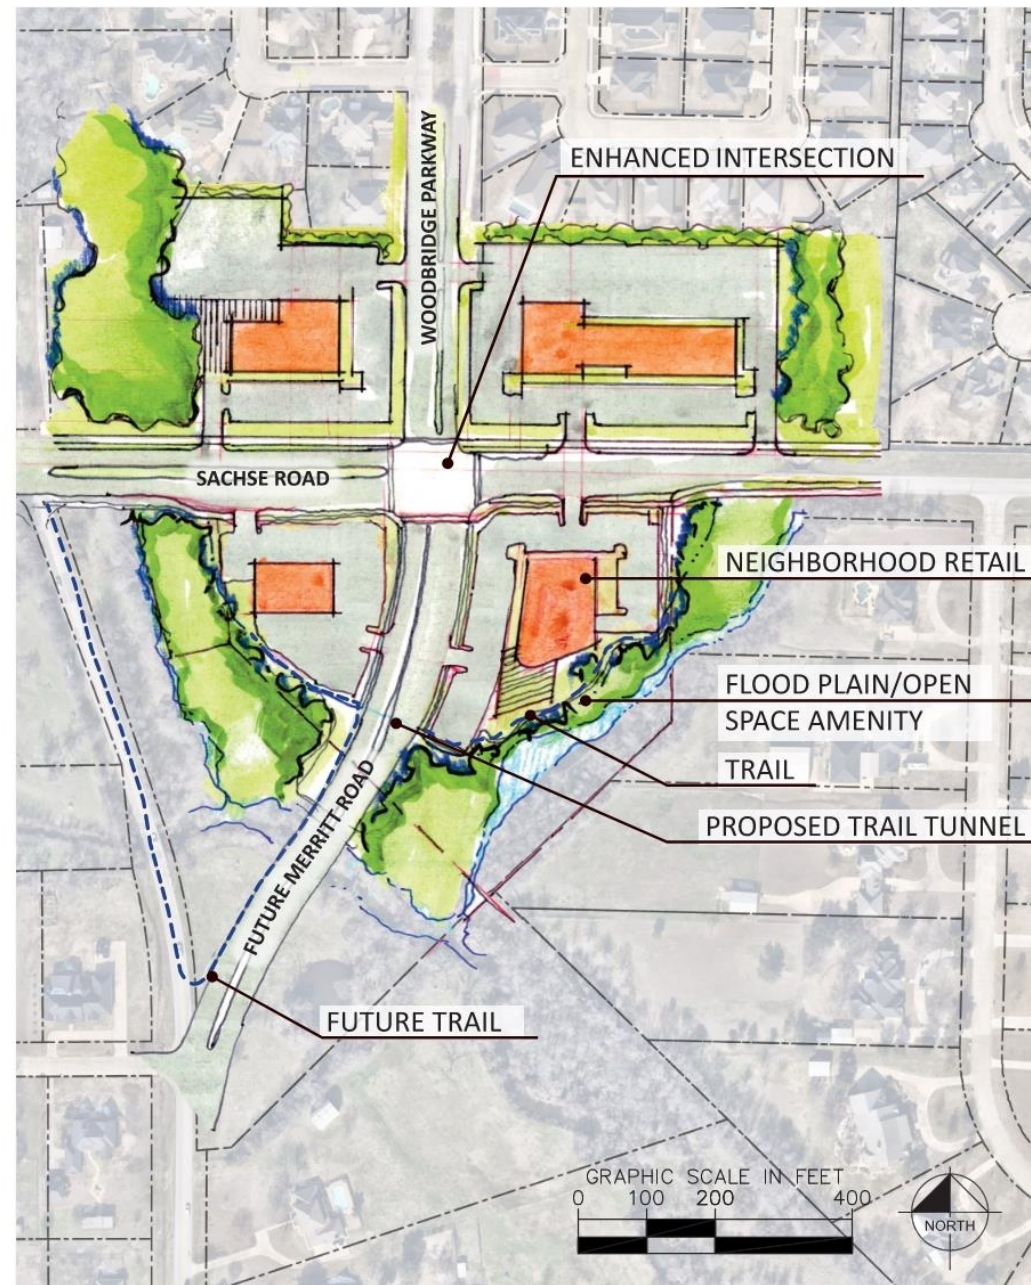 WOODBRIDGE PARKWAY
ENHANCED INTERSECTION
SACHSE ROAD
NEIGHBORHOOD RETAIL
FLOOD PLAIN/OPEN
SPACE AMENITY
TRAIL
PROPOSED TRAIL TUNNEL
FUTURE MERRITT ROAD
FUTURE TRAIL
GRAPHIC SCALE IN FEET
0 100 200 400
NORTH